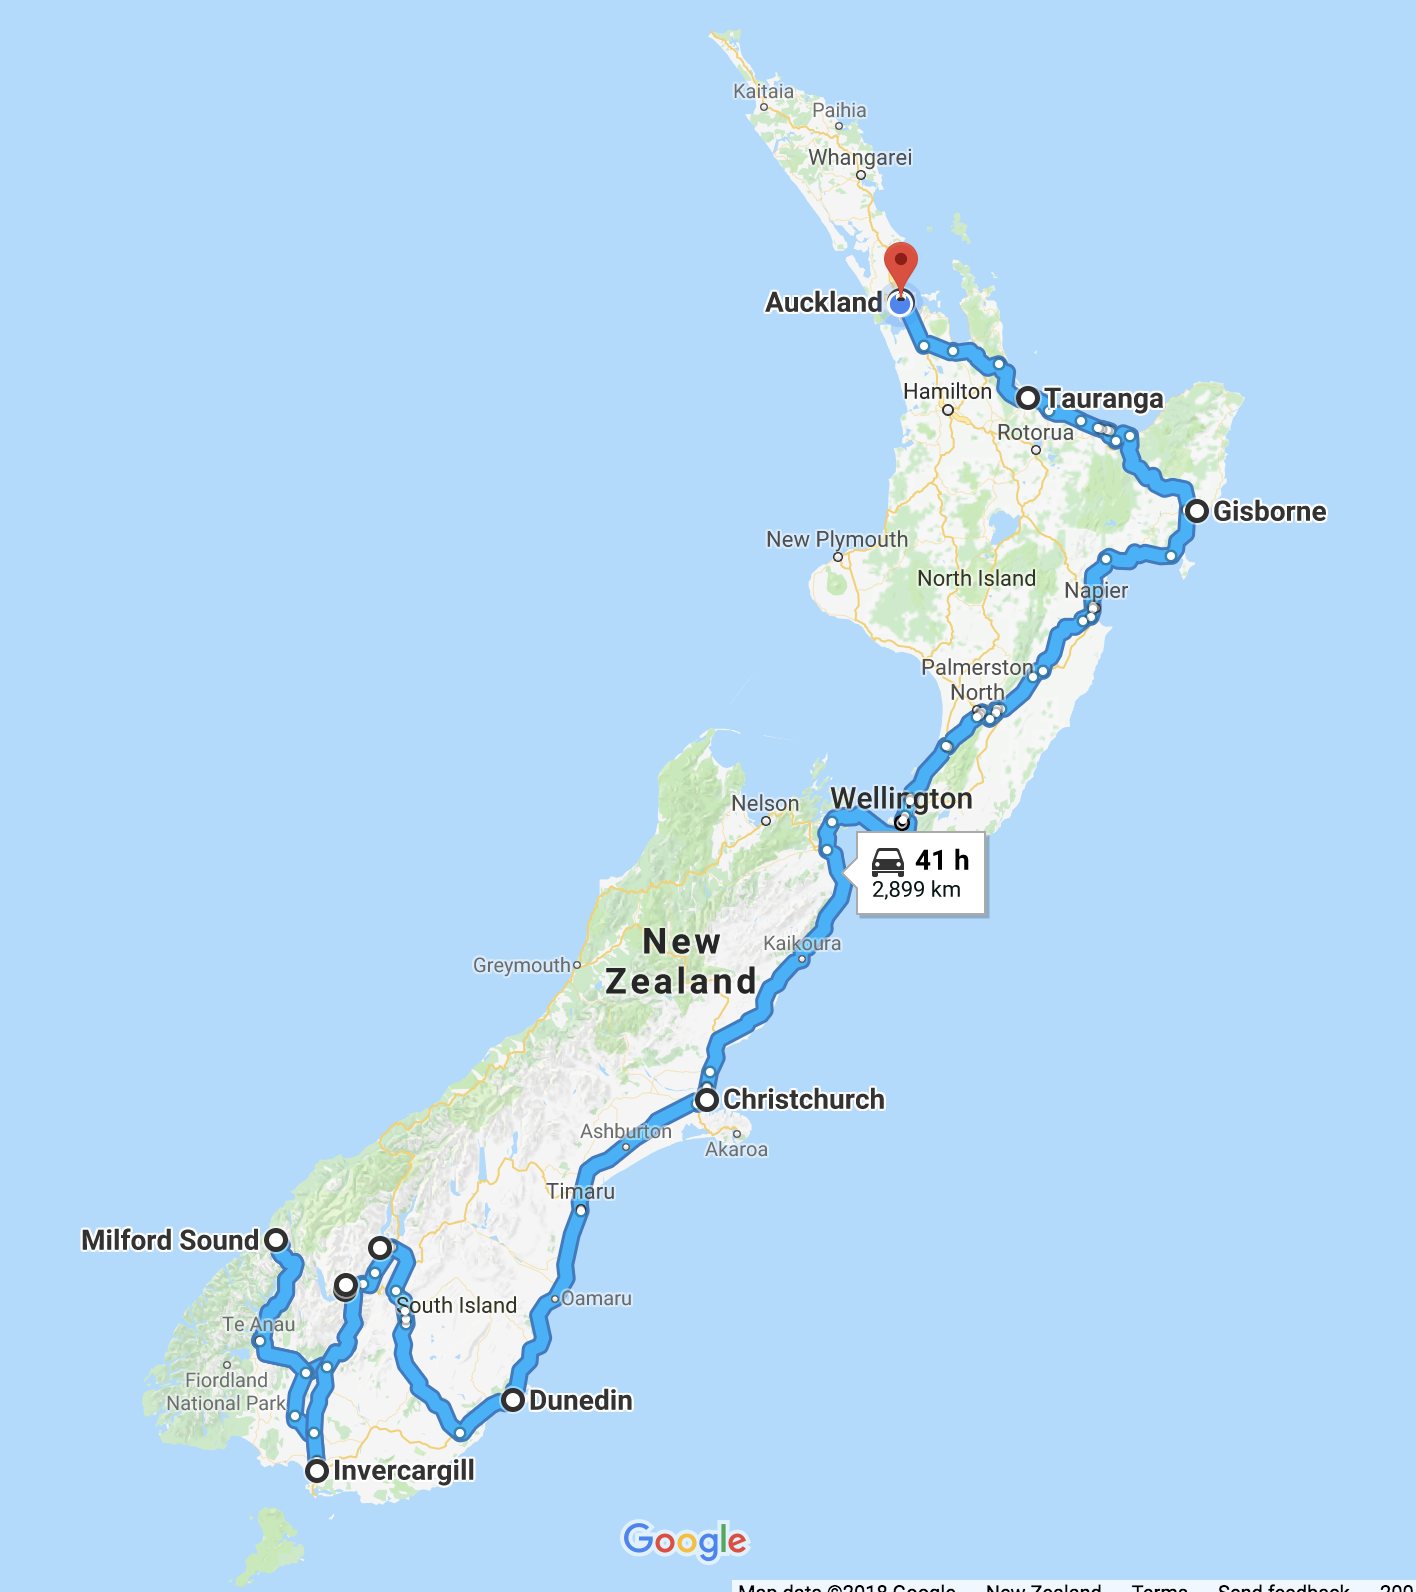 Kaitaia
Paihia
Whangarei
Auckland
Hamilton
Tauranga
Rotorua
Gisborne
New Plymouth
North Island
Napier
Palmerston
North
Wellington
Nelson
41 h
2,899 km
New
Zealand
Kaikoura
Greymouth
Christchurch
Ashburton
Akaroa
Timaru
Milford Sound
South Island
Oamaru
Te Anau
Fiordland
National Park
Dunedin
Invercargill
Google
Map data ©2018 Google New Zealand Terms Send feedback 200